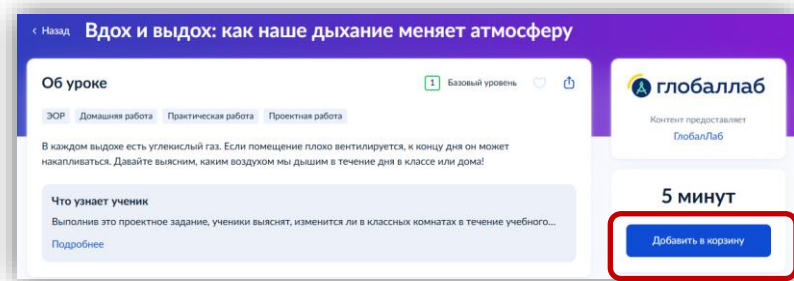 Назад Вдох и выдох: как наше дыхание меняет атмосферу
Об уроке
1 Базовый уровень
ЭОР Домашняя работа Практическая работа Проектная работа
В каждом выдохе есть углекислый газ. Если помещение плохо вентилируется, к концу дня он может
накапливаться. Давайте выясним, каким воздухом мы дышим в течение дня в классе или дома!
Что узнает ученик
Выполнив это проектное задание, ученики выяснят, изменится ли в классных комнатах в течение учебного...
Подробнее
глобаллаб
Контент предоставляет
ГлобалЛаб
5 минут
Добавить в корзину